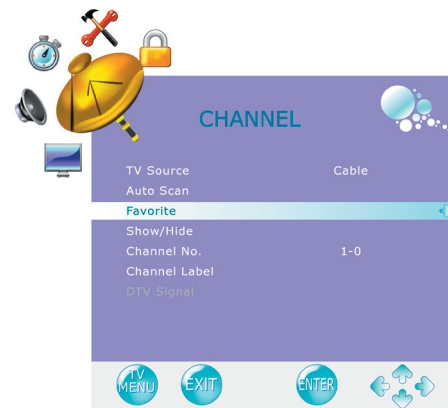 CHANNEL
TV Source Cable
Auto Scan
Favorite
Show/Hide
Channel No. 1-0
Channel Label
DTV Signal
TV MENU EXIT ENTER